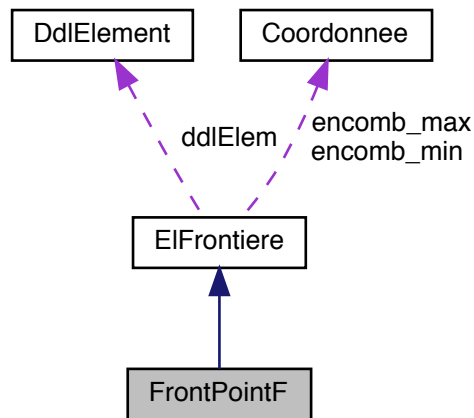 DdlElement
Coordonnee
ddlElem
encomb_max
encomb_min
ElFrontiere
FrontPointF